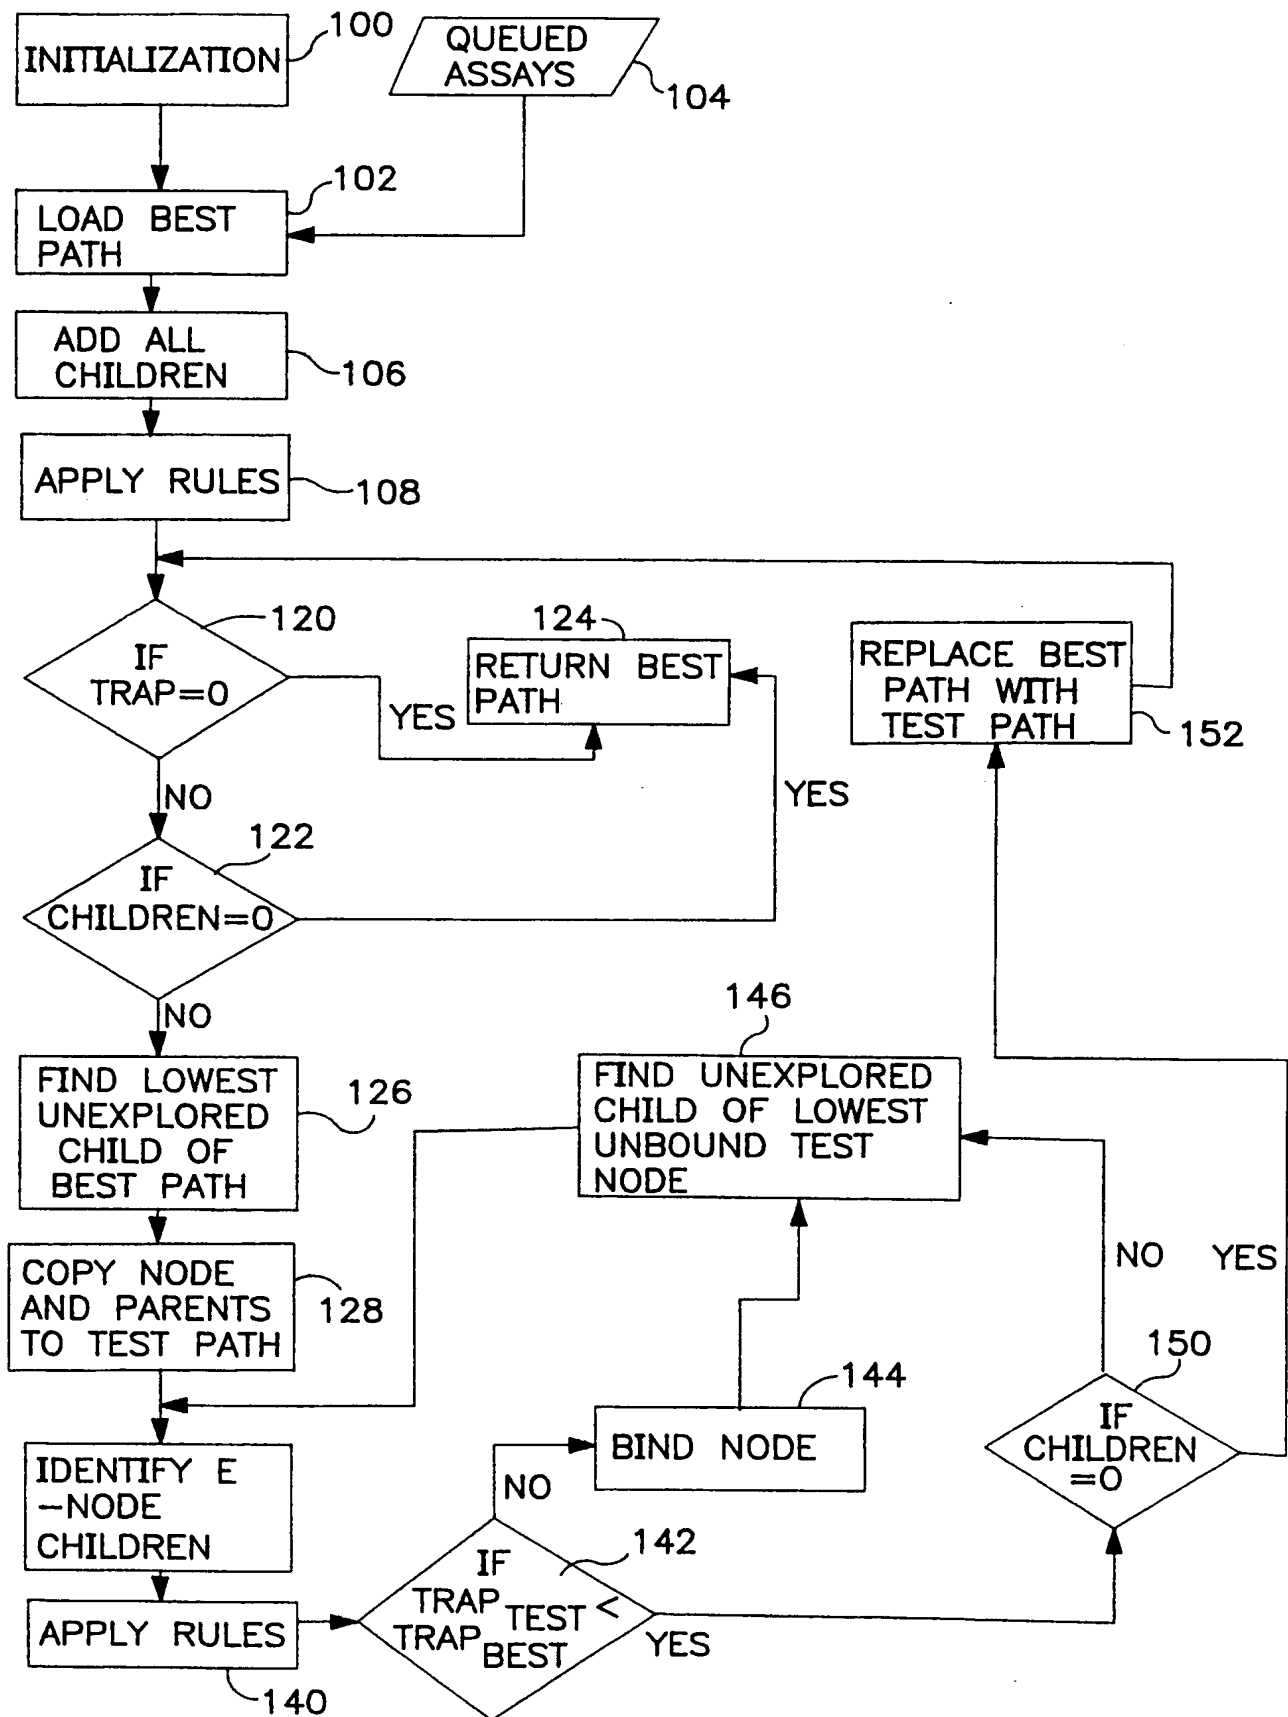 INITIALIZATION
100
QUEUED
ASSAYS
104
102
LOAD BEST
PATH
ADD ALL
CHILDREN
106
APPLY RULES
108
120
IF
TRAP=0
YES
NO
124
RETURN BEST
PATH
REPLACE BEST
PATH WITH
TEST PATH
152
122
IF
CHILDREN=0
YES
NO
FIND LOWEST
UNEXPLORED
CHILD OF
BEST PATH
126
146
FIND UNEXPLORED
CHILD OF LOWEST
UNBOUND TEST
NODE
COPY NODE
AND PARENTS
TO TEST PATH
128
NO
YES
150
IF
CHILDREN
=0
144
BIND NODE
NO
IDENTIFY E
-NODE
CHILDREN
APPLY RULES
140
142
IF
TRAP TEST <
TRAP BEST
YES